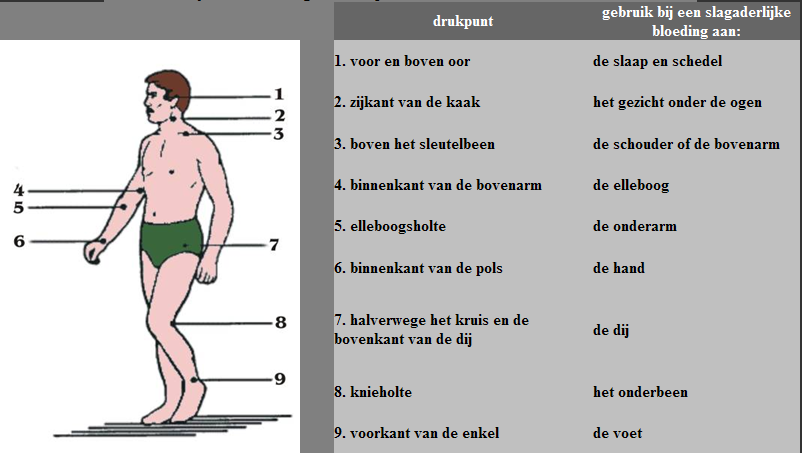 drukpunt
gebruik bij een slagaderlijke
bloeding aan:
1. voor en boven oor
de slaap en schedel
2. zijkant van de kaak
het gezicht onder de ogen
3. boven het sleutelbeen
de schouder of de bovenarm
4. binnenkant van de bovenarm
de elleboog
5. elleboogsholte
de onderarm
6. binnenkant van de pols
de hand
7. halverwege het kruis en de
bovenkant van de dij
de dij
8. knieholte
het onderbeen
9. voorkant van de enkel
de voet
1
2
3
4
5
6
7
8
9